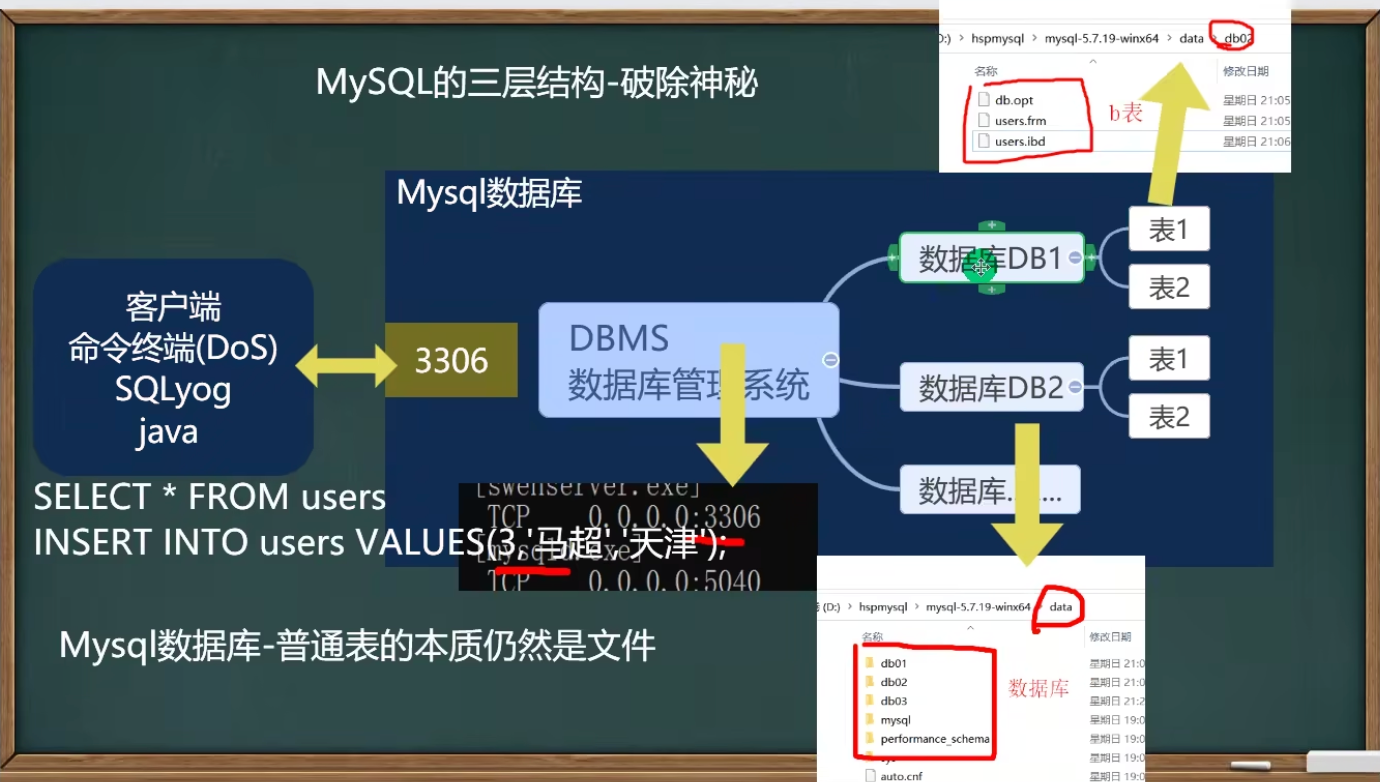 MySQL的三层结构-破除神秘
D:) > hspmysql > mysql-5.7.19-winx64 > data > db02
名称
修改日期
db.opt
星期日 21:05
users.frm
星期日 21:05
users.ibd
星期日 21:06
b表
Mysql数据库
客户端
命令终端(DoS)
SQLyog
java
3306
DBMS
数据库管理系统
数据库DB1
表1
表2
数据库DB2
表1
表2
数据库... ...
SELECT * FROM users
INSERT INTO users VALUES(3,'马超','天津');
[swenserver.exe]
TCP 0.0.0.0:3306
[mysqld.exe]
TCP 0.0.0.0:5040
Mysql数据库-普通表的本质仍然是文件
(D:) > hspmysql > mysql-5.7.19-winx64 > data
名称
修改日期
db01
星期日 21:0
db02
星期日 21:0
db03
星期日 21:2
mysql
星期日 19:0
performance_schema
星期日 19:0
星期日 19:0
auto.cnf
星期日 19:0
数据库